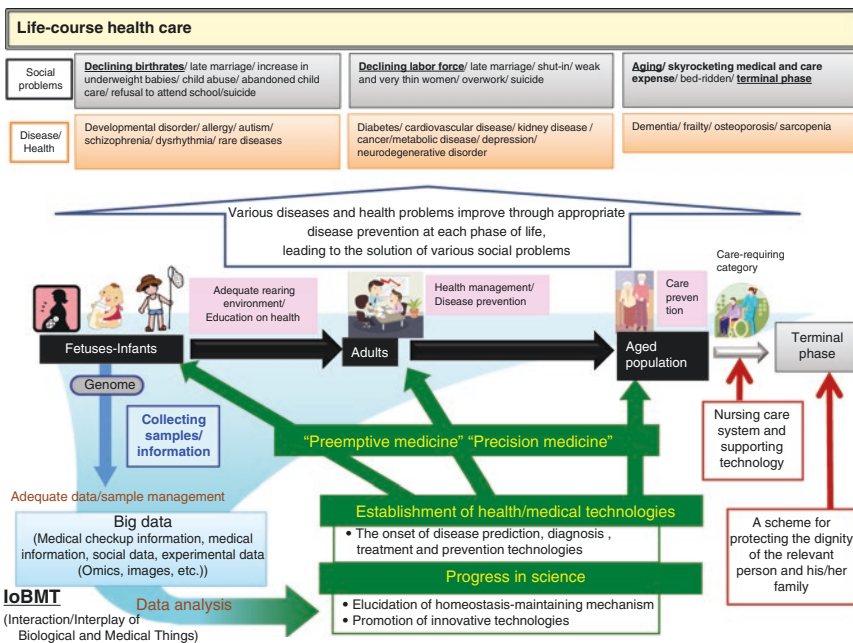 Life-course health care
Social
problems
Declining birthrates/ late marriage/ increase in
underweight babies/ child abuse/ abandoned child
care/ refusal to attend school/suicide
Declining labor force/ late marriage/ shut-in/ weak
and very thin women/ overwork/ suicide
Aging/ skyrocketing medical and care
expense/ bed-ridden/ terminal phase
Disease/
Health
Developmental disorder/ allergy/ autism/
schizophrenia/ dysrhythmia/ rare diseases
Diabetes/ cardiovascular disease/ kidney disease /
cancer/metabolic disease/ depression/
neurodegenerative disorder
Dementia/ frailty/ osteoporosis/ sarcopenia
Various diseases and health problems improve through appropriate
disease prevention at each phase of life,
leading to the solution of various social problems
Adequate rearing
environment/
Education on health
Health management/
Disease prevention
Care
preven
tion
Care-requiring
category
Fetuses-Infants
Adults
Aged
population
Terminal
phase
Genome
Collecting
samples/
information
"Preemptive medicine" "Precision medicine"
Nursing care
system and
supporting
technology
Adequate data/sample management
Big data
(Medical checkup information, medical
information, social data, experimental data
(Omics, images, etc.))
Establishment of health/medical technologies
• The onset of disease prediction, diagnosis ,
treatment and prevention technologies
A scheme for
protecting the dignity
of the relevant
person and his/her
family
Progress in science
• Elucidation of homeostasis-maintaining mechanism
• Promotion of innovative technologies
IoBMT
(Interaction/Interplay of
Biological and Medical Things)
Data analysis